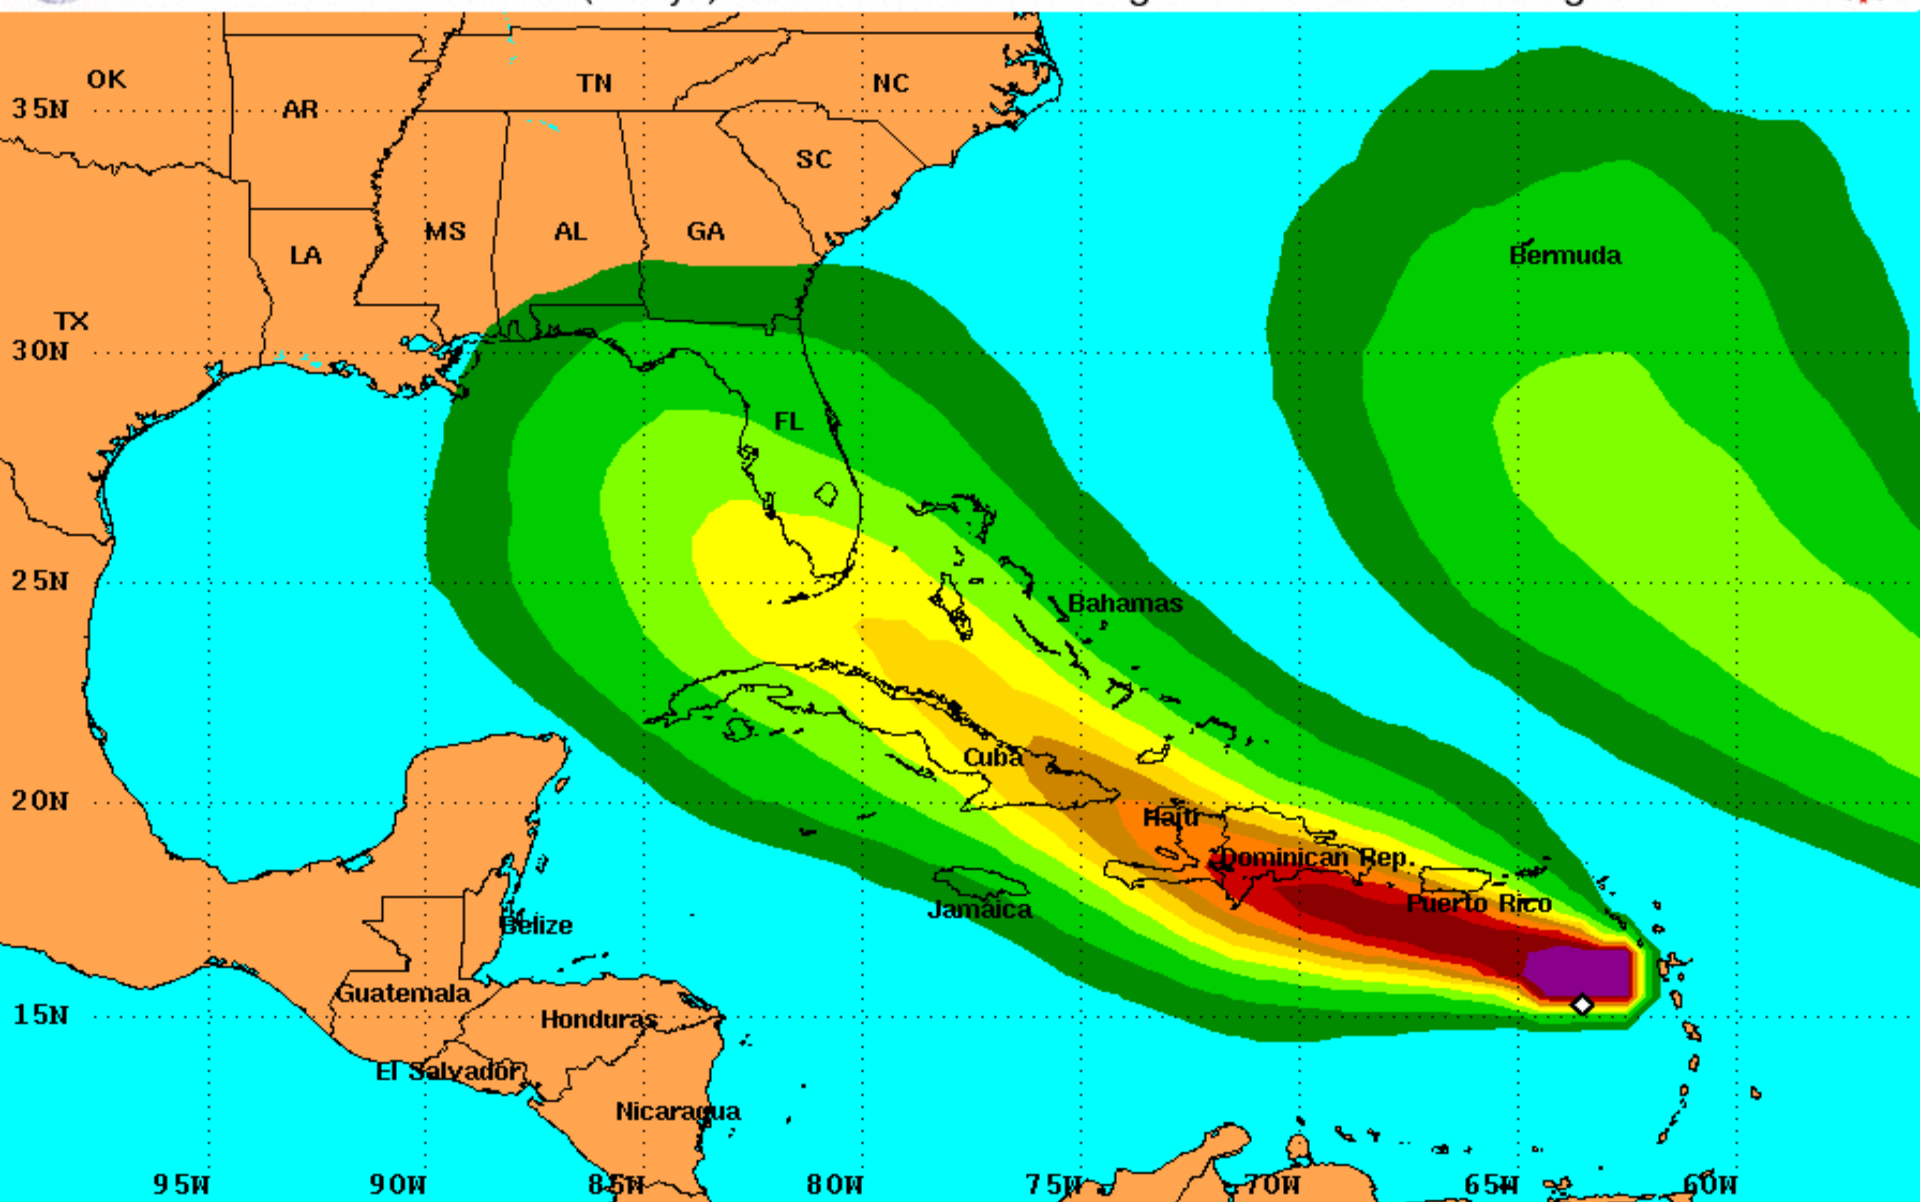 OK
TN
NC
35N
AR
SC
MS
AL
GA
LA
Bermuda
TX
30N
FL
25N
Bahamas
Cuba
20N
Haiti
Dominican Rep.
Jamaica
Puerto Rico
Belize
Guatemala
15N
Honduras
El Salvador
Nicaragua
95W 90W 85W 80W 75W 70W 65W 60W